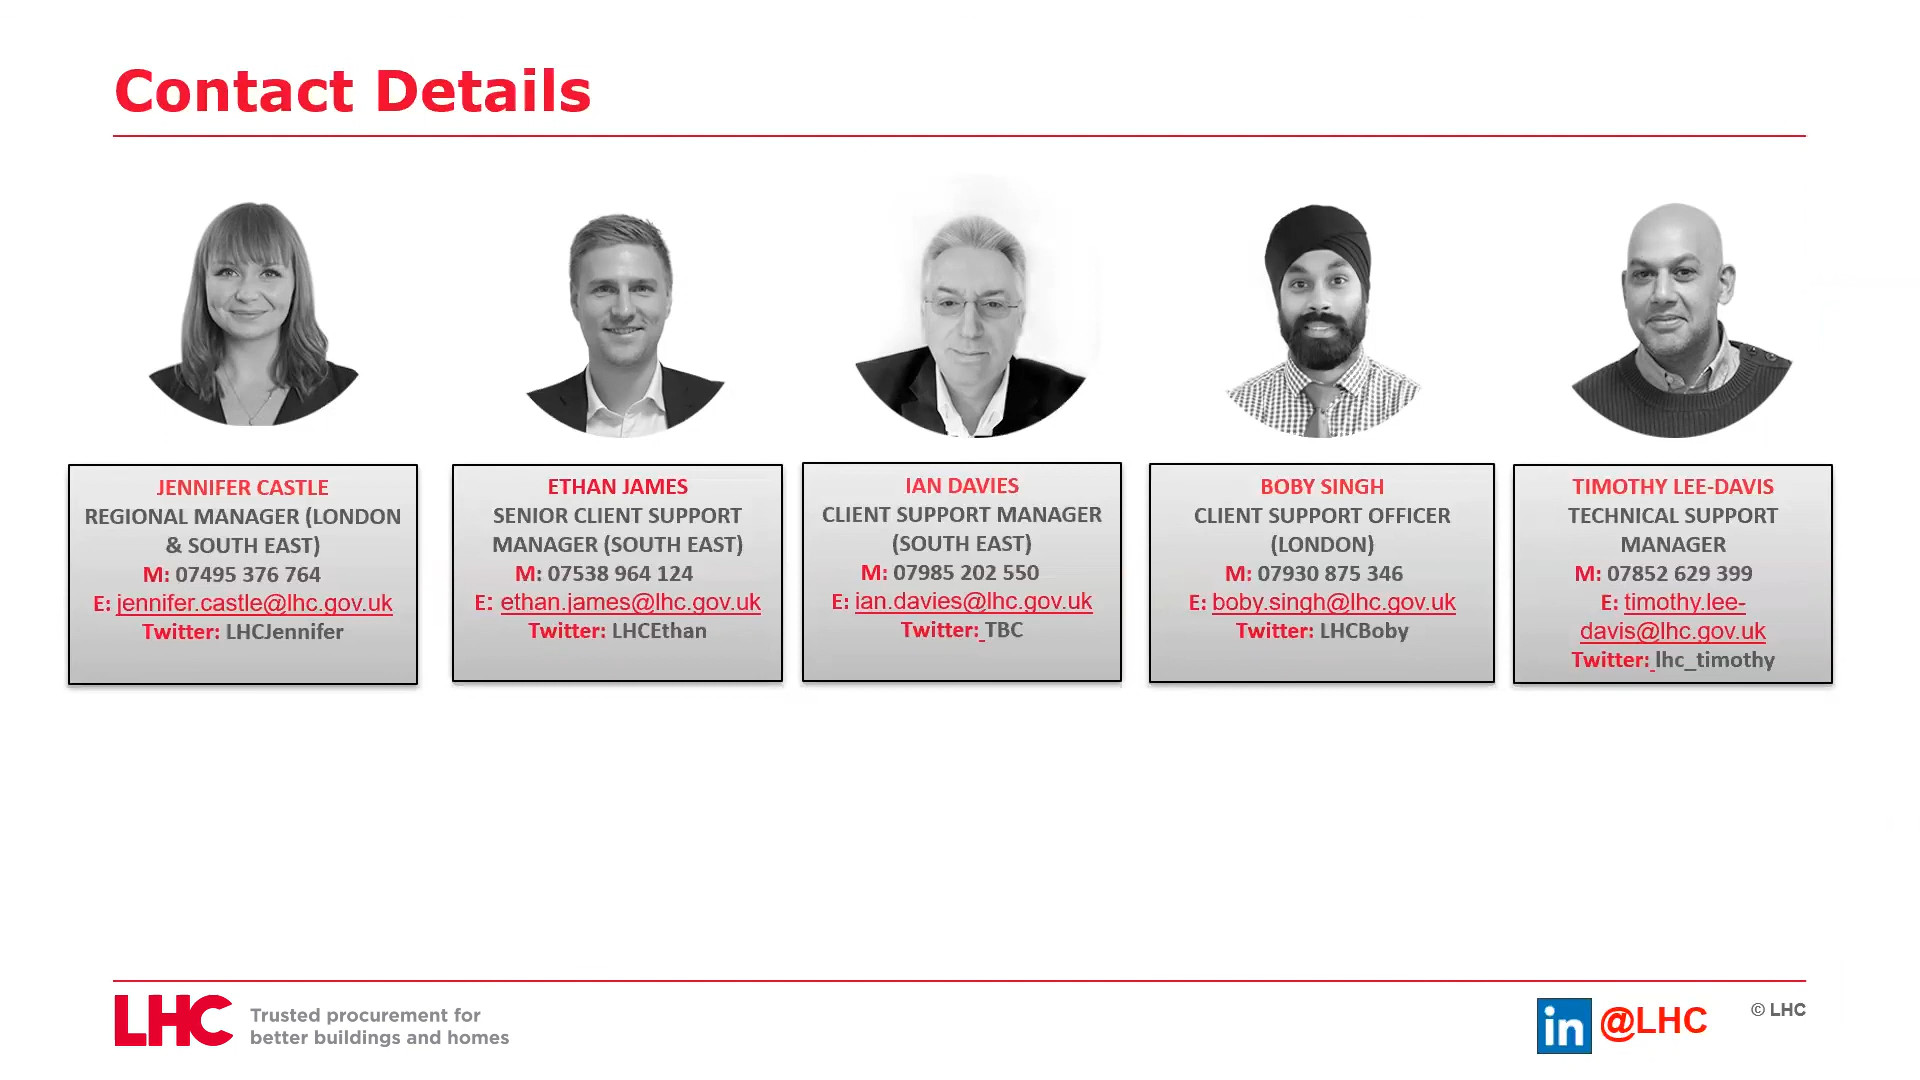 Contact Details
JENNIFER CASTLE
REGIONAL MANAGER (LONDON
& SOUTH EAST)
M: 07495 376 764
E: jennifer.castle@lhc.gov.uk
Twitter: LHCJennifer
ETHAN JAMES
SENIOR CLIENT SUPPORT
MANAGER (SOUTH EAST)
M: 07538 964 124
E: ethan.james@lhc.gov.uk
Twitter: LHCEthan
IAN DAVIES
CLIENT SUPPORT MANAGER
(SOUTH EAST)
M: 07985 202 550
E: ian.davies@lhc.gov.uk
Twitter: TBC
BOBY SINGH
CLIENT SUPPORT OFFICER
(LONDON)
M: 07930 875 346
E: boby.singh@lhc.gov.uk
Twitter: LHCBoby
TIMOTHY LEE-DAVIS
TECHNICAL SUPPORT
MANAGER
M: 07852 629 399
E: timothy.lee-
davis@lhc.gov.uk
Twitter: lhc_timothy
LHC
Trusted procurement for
better buildings and homes
in
@LHC
© LHC